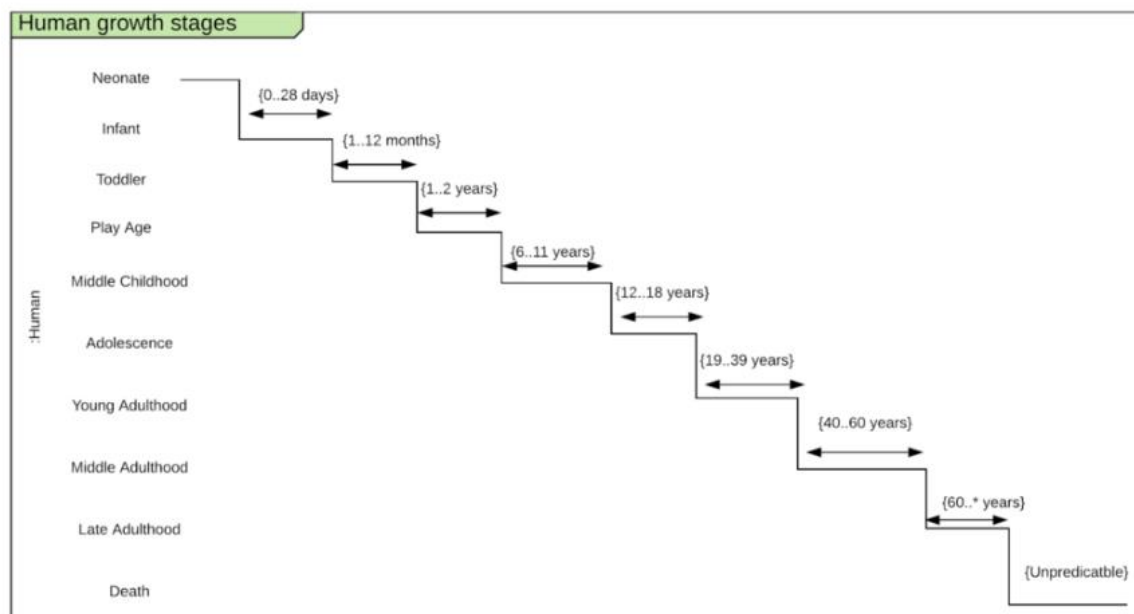 Human growth stages
Neonate
{0..28 days}
Infant
{1..12 months}
Toddler
{1..2 years}
Play Age
{6..11 years}
Middle Childhood
{12..18 years}
:Human
Adolescence
{19..39 years}
Young Adulthood
{40..60 years}
Middle Adulthood
{60..* years}
Late Adulthood
{Unpredicatble}
Death